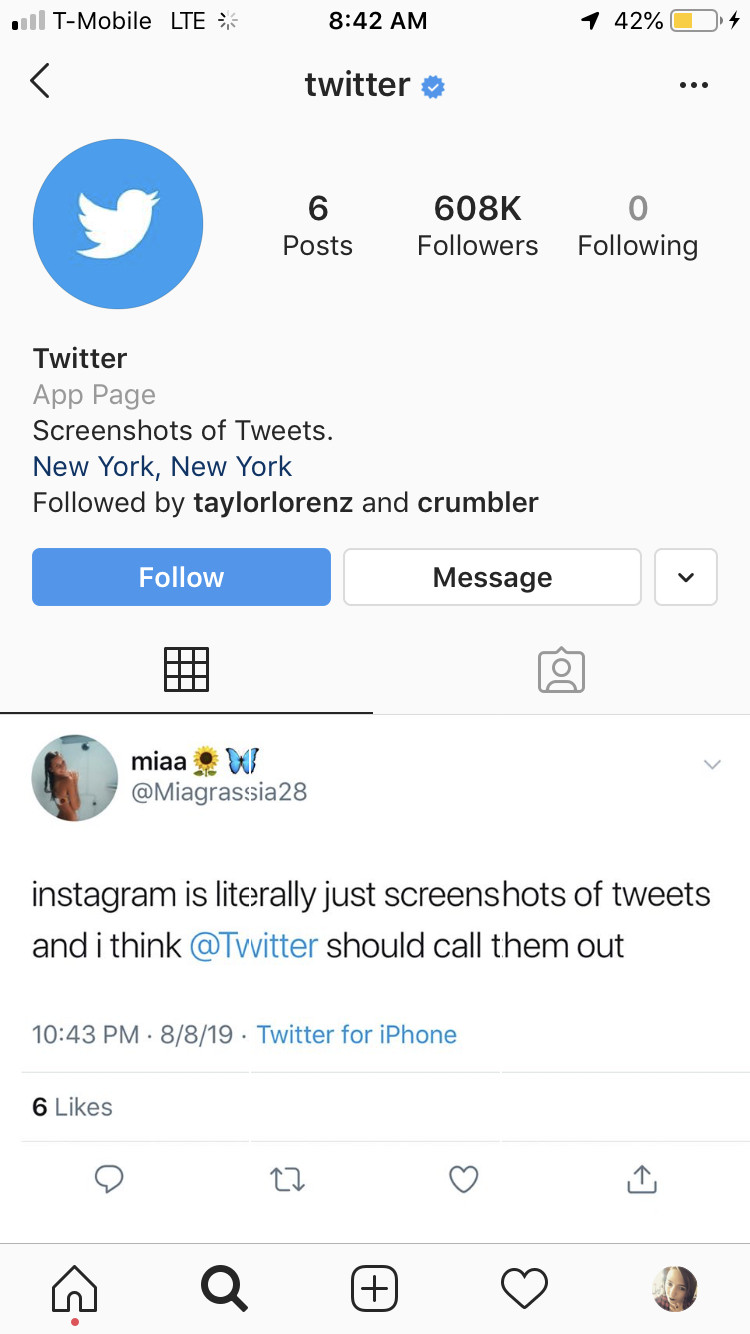 T-Mobile LTE 8:42 AM 42%
twitter
6 608K 0
Posts Followers Following
Twitter
App Page
Screenshots of Tweets.
New York, New York
Followed by taylorlorenz and crumbler
Follow Message
miaa🌻🦋
@Miagrassia28
instagram is literally just screenshots of tweets
and i think @Twitter should call them out
10:43 PM · 8/8/19 · Twitter for iPhone
6 Likes